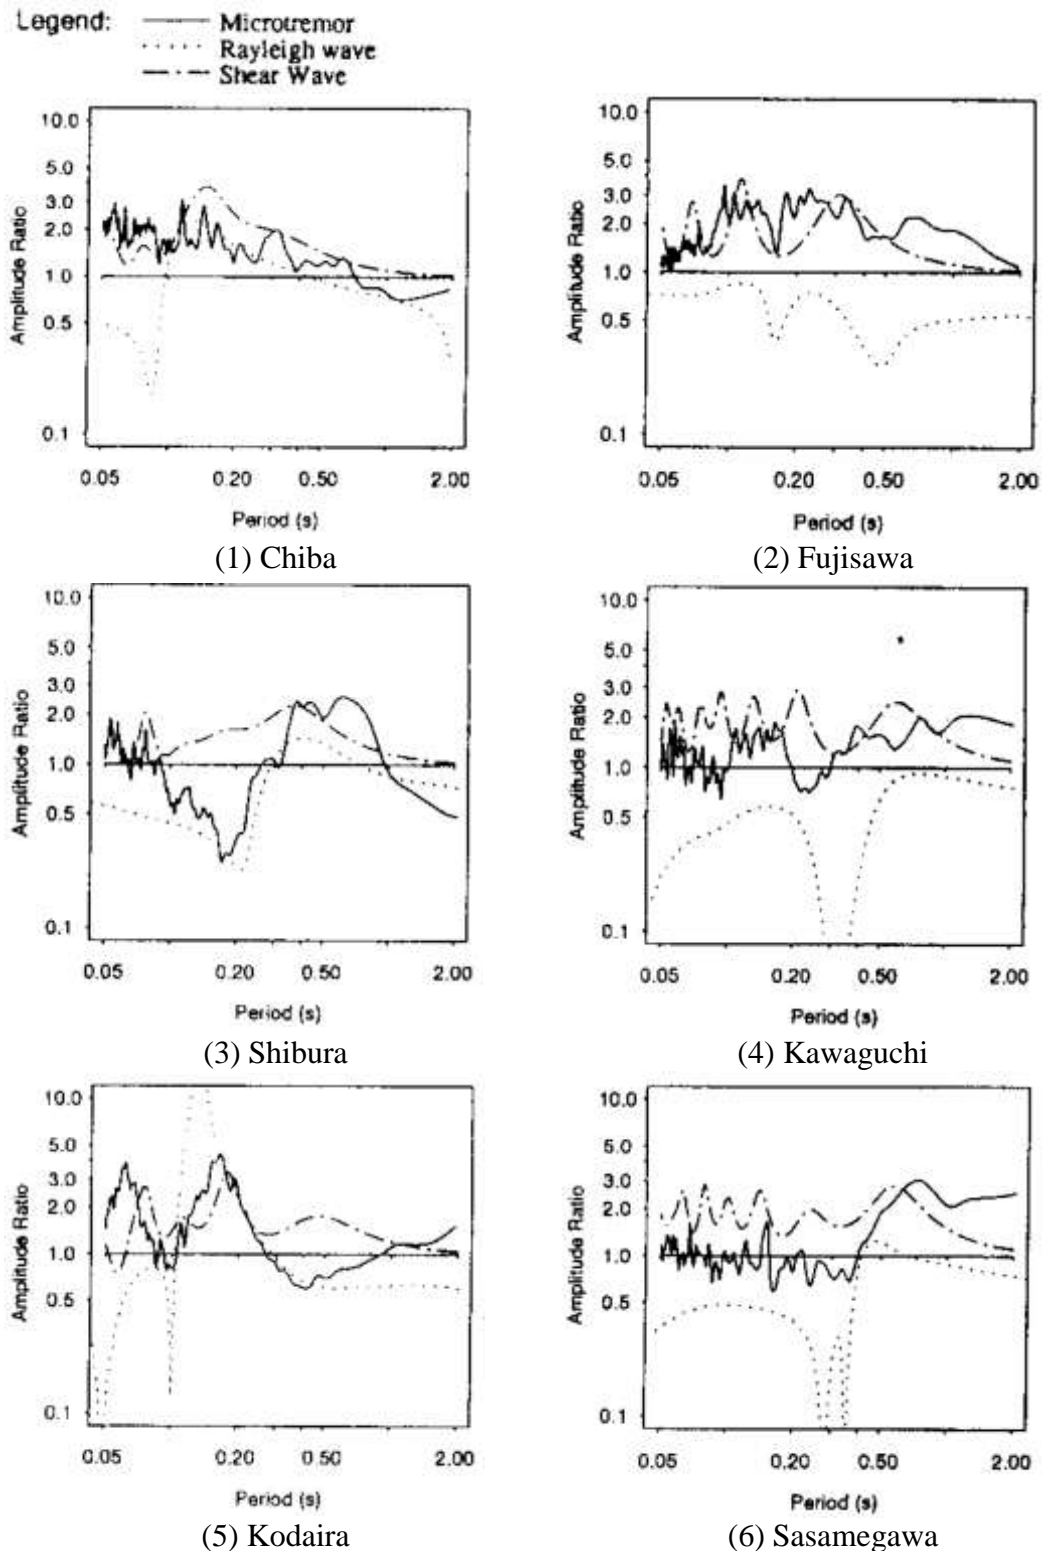 Legend:
Microtremor
Rayleigh wave
Shear Wave
10.0
5.0
3.0
2.0
1.0
0.5
0.1
Amplitude Ratio
0.05 0.20 0.50 2.00
Period (s)
(1) Chiba
10.0
5.0
3.0
2.0
1.0
0.5
0.1
Amplitude Ratio
0.05 0.20 0.50 2.00
Period (s)
(2) Fujisawa
10.0
5.0
3.0
2.0
1.0
0.5
0.1
Amplitude Ratio
0.05 0.20 0.50 2.00
Period (s)
(3) Shibura
10.0
5.0
3.0
2.0
1.0
0.5
0.1
Amplitude Ratio
0.05 0.20 0.50 2.00
Period (s)
(4) Kawaguchi
10.0
5.0
3.0
2.0
1.0
0.5
0.1
Amplitude Ratio
0.05 0.20 0.50 2.00
Period (s)
(5) Kodaira
10.0
5.0
3.0
2.0
1.0
0.5
0.1
Amplitude Ratio
0.05 0.20 0.50 2.00
Period (s)
(6) Sasamegawa